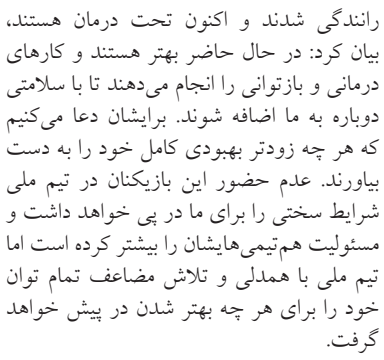 رانندگی شدند و اکنون تحت درمان هستند،
بیان کرد: در حال حاضر بهتر هستند و کارهای
درمانی و بازتوانی را انجام می‌دهند تا با سلامتی
دوباره به ما اضافه شوند. برایشان دعا می‌کنیم
که هر چه زودتر بهبودی کامل خود را به دست
بیاورند. عدم حضور این بازیکنان در تیم ملی
شرایط سختی را برای ما در پی خواهد داشت و
مسئولیت هم‌تیمی‌هایشان را بیشتر کرده است اما
تیم ملی با همدلی و تلاش مضاعف تمام توان
خود را برای هر چه بهتر شدن در پیش خواهد
گرفت.